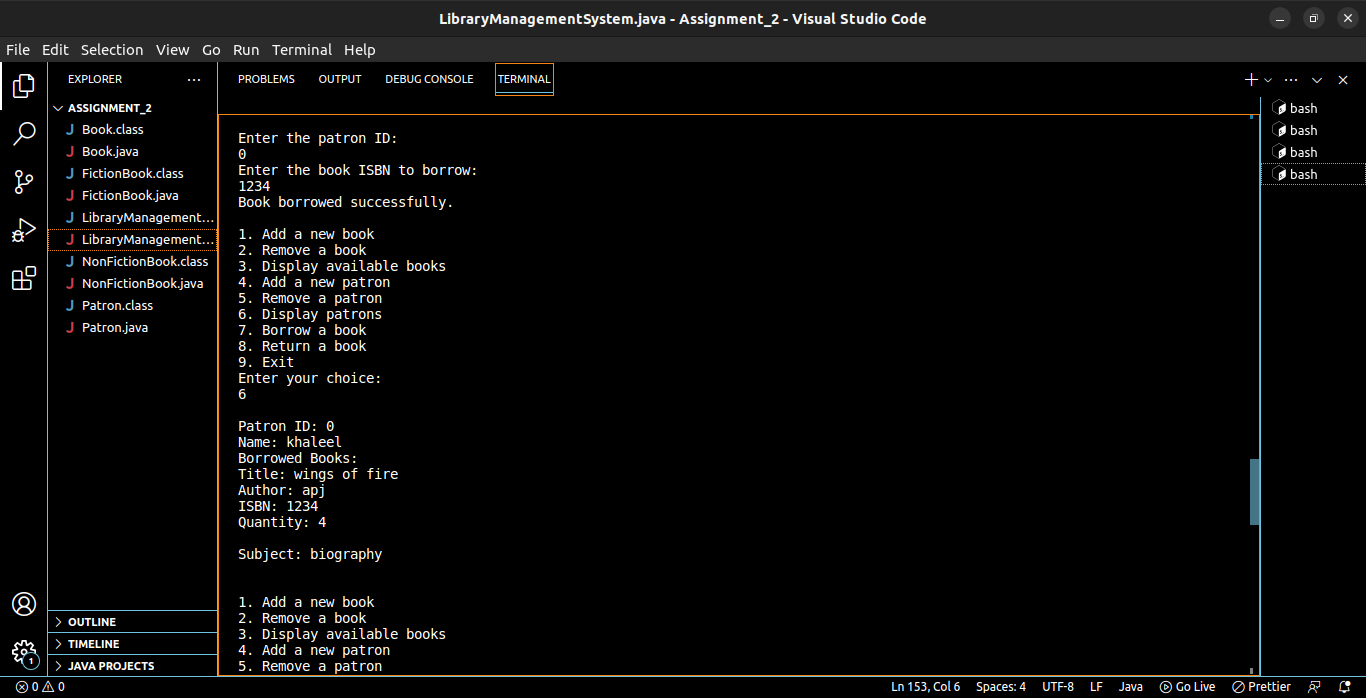 LibraryManagementSystem.java - Assignment_2 - Visual Studio Code
File Edit Selection View Go Run Terminal Help
EXPLORER
ASSIGNMENT_2
Book.class
Book.java
FictionBook.class
FictionBook.java
LibraryManagement...
LibraryManagement...
NonFictionBook.class
NonFictionBook.java
Patron.class
Patron.java
OUTLINE
TIMELINE
JAVA PROJECTS
PROBLEMS OUTPUT DEBUG CONSOLE TERMINAL
Enter the patron ID:
0
Enter the book ISBN to borrow:
1234
Book borrowed successfully.
1. Add a new book
2. Remove a book
3. Display available books
4. Add a new patron
5. Remove a patron
6. Display patrons
7. Borrow a book
8. Return a book
9. Exit
Enter your choice:
6
Patron ID: 0
Name: khaleel
Borrowed Books:
Title: wings of fire
Author: apj
ISBN: 1234
Quantity: 4
Subject: biography
1. Add a new book
2. Remove a book
3. Display available books
4. Add a new patron
5. Remove a patron
bash
bash
bash
bash
1
0 0 Ln 153, Col 6 Spaces: 4 UTF-8 LF Java Go Live Prettier